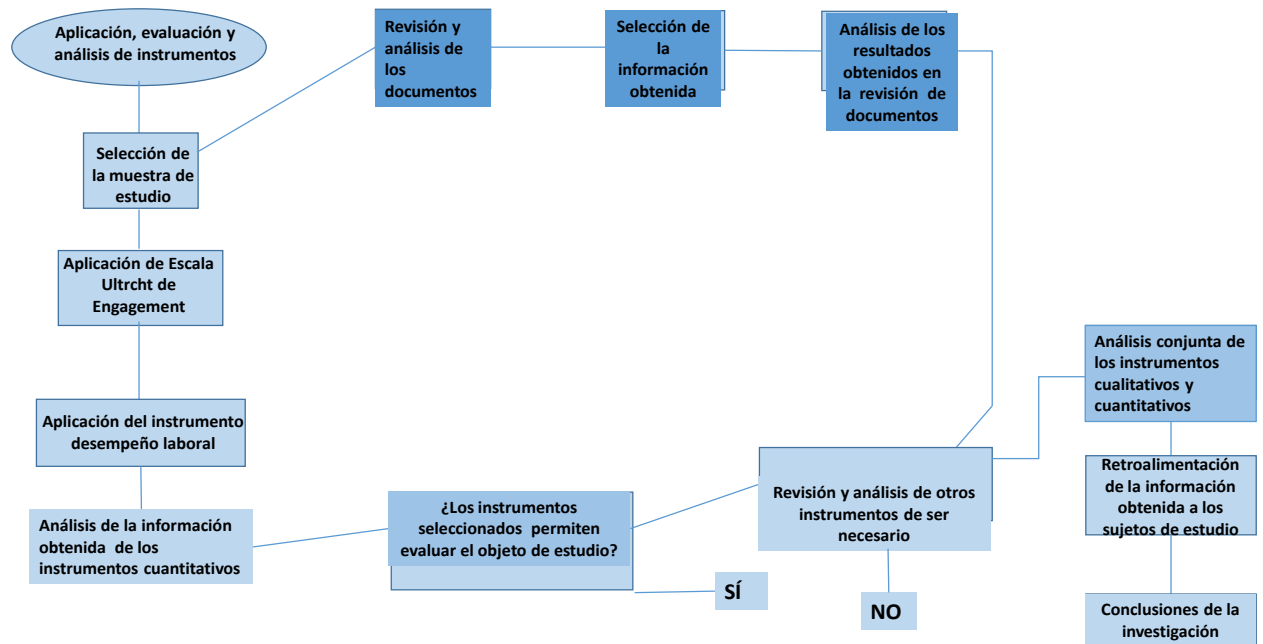 Aplicación, evaluación y
análisis de instrumentos
Revisión y
análisis de
los
documentos
Selección de
la
información
obtenida
Análisis de los
resultados
obtenidos en
la revisión de
documentos
Selección de
la muestra de
estudio
Aplicación de Escala
Ultrcht de
Engagement
Aplicación del instrumento
desempeño laboral
Análisis de la información
obtenida de los
instrumentos cuantitativos
¿Los instrumentos
seleccionados permiten
evaluar el objeto de estudio?
SÍ
Revisión y análisis de otros
instrumentos de ser
necesario
NO
Análisis conjunta de
los instrumentos
cualitativos y
cuantitativos
Retroalimentación
de la información
obtenida a los
sujetos de estudio
Conclusiones de la
investigación